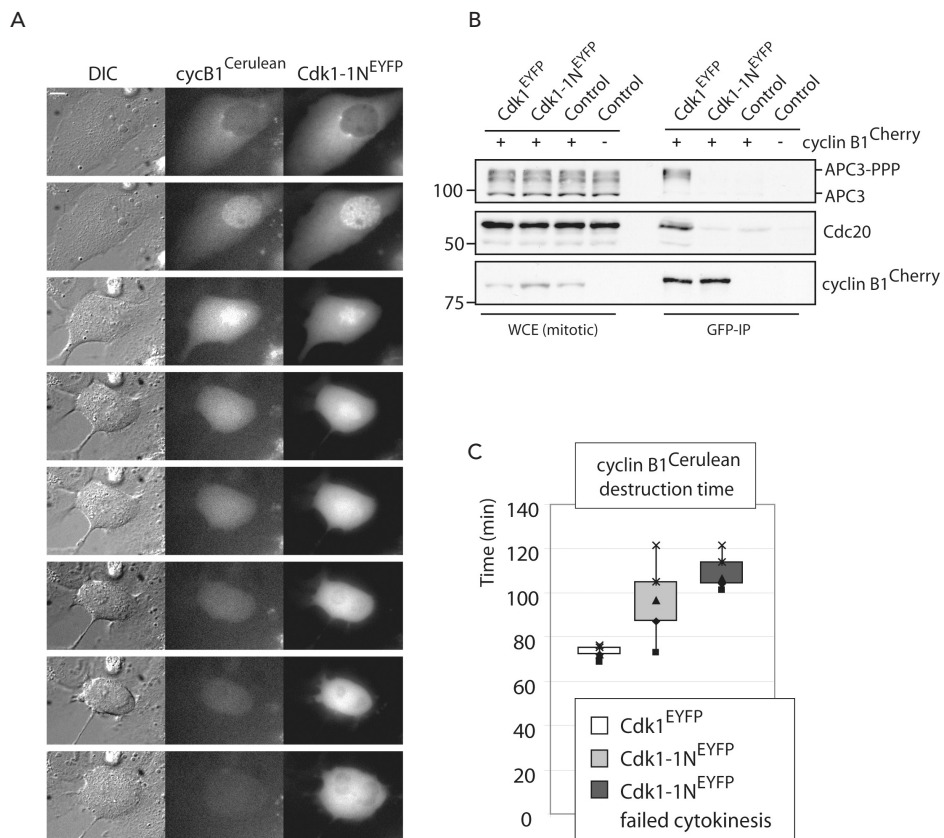 A
DIC cycB1Cerulean Cdk1-1NEYFP
B
Cdk1EYFP Cdk1-1NEYFP Control Control Cdk1EYFP Cdk1-1NEYFP Control Control
+ + + - + + + - cyclin B1Cherry
APC3-PPP
100
APC3
Cdc20
50
cyclin B1Cherry
75
WCE (mitotic) GFP-IP
C
cyclin B1Cerulean
destruction time
Time (min)
140
120
100
80
60
40
20
0
Cdk1EYFP
Cdk1-1NEYFP
Cdk1-1NEYFP
failed cytokinesis